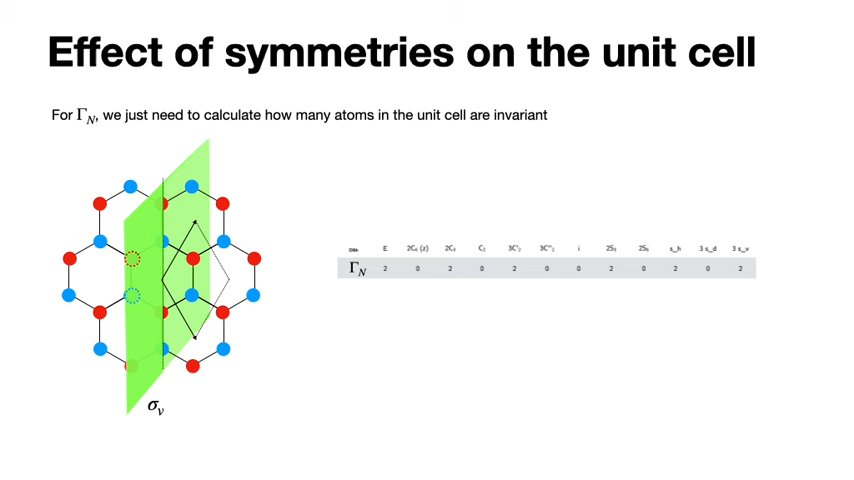 Effect of symmetries on the unit cell
For Γ_N, we just need to calculate how many atoms in the unit cell are invariant
D6h E 2C₆ (z) 2C₃ C₂ 3C'₂ 3C''₂ i 2S₃ 2S₆ s_h 3 s_d 3 s_v
Γ_N 2 0 2 0 2 0 0 2 0 2 0 2
σ_v